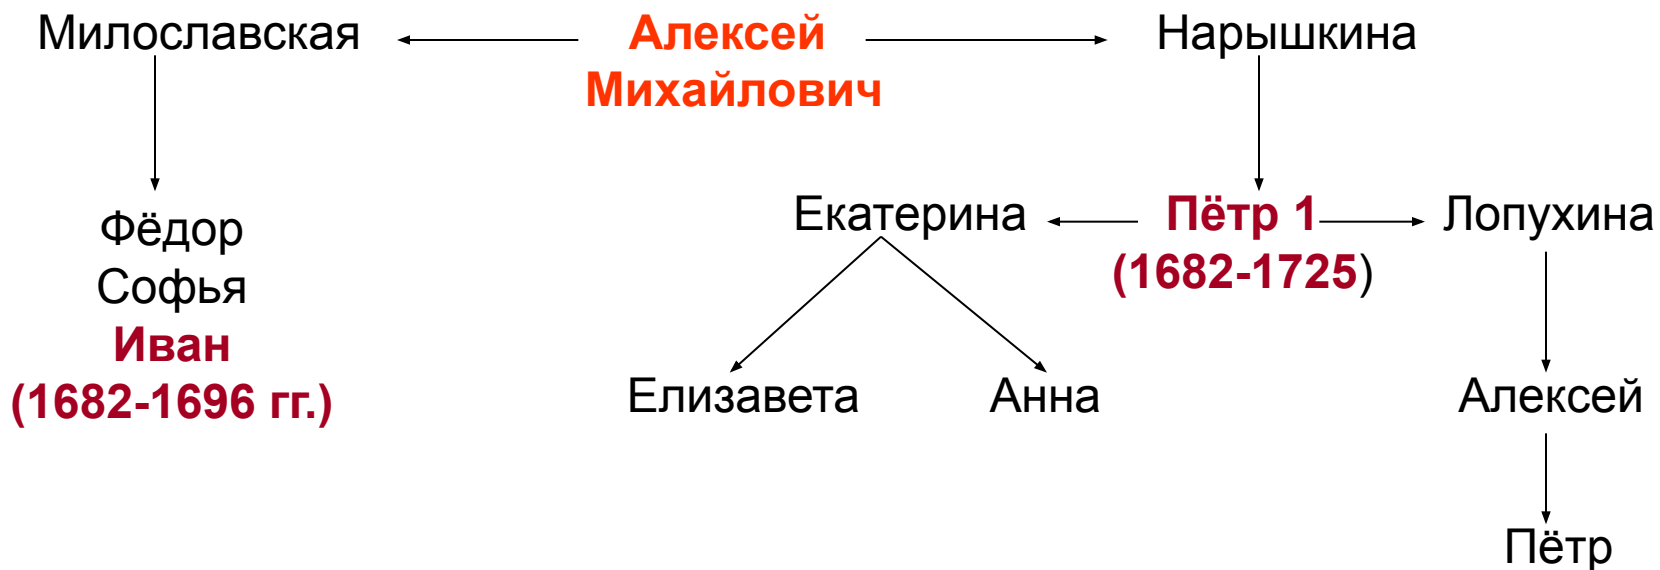 Милославская
Алексей
Михайлович
Нарышкина
Фёдор
Софья
Иван
(1682-1696 гг.)
Екатерина
Пётр 1
(1682-1725)
Лопухина
Елизавета
Анна
Алексей
Пётр